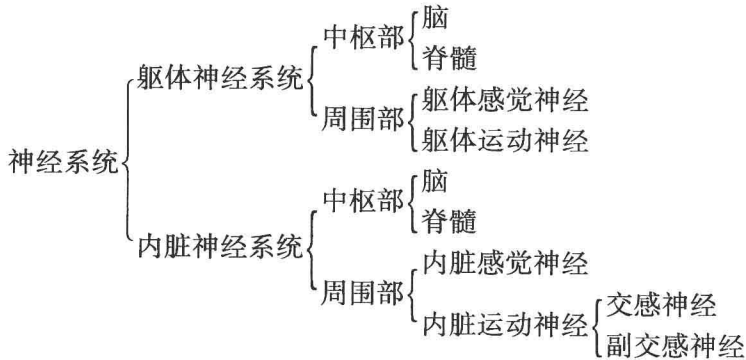 神经系统
躯体神经系统
中枢部
脑
脊髓
周围部
躯体感觉神经
躯体运动神经
内脏神经系统
中枢部
脑
脊髓
周围部
内脏感觉神经
内脏运动神经
交感神经
副交感神经